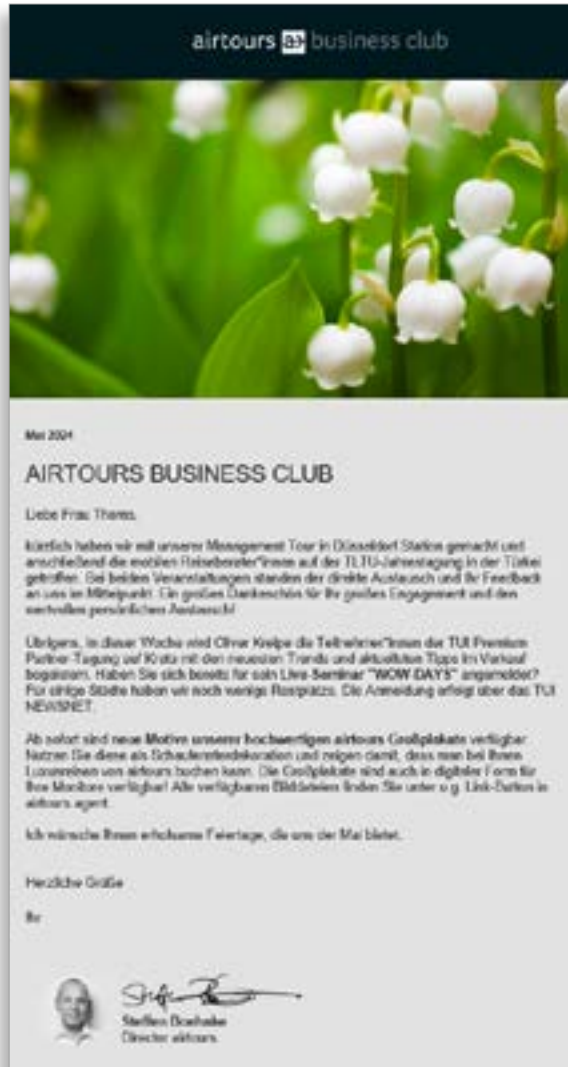 airtours a> business club
Mai 2024
AIRTOURS BUSINESS CLUB
Liebe Frau
kürzlich haben wir mit unserer Management Tour in Düsseldorf Station gemacht und
anschließend die mobilen Reiseberater*innen auf der TLTU-Jahrestagung in der Türkei
getroffen. Bei beiden Veranstaltungen standen der direkte Austausch und Ihr Feedback
an uns im Mittelpunkt. Ein großes Dankeschön für Ihr großes Engagement und den
wertvollen persönlichen Austausch!
Übrigens, in dieser Woche wird Oliver Kreipe die Teilnehmer*innen der TUI Premium
Partner-Tagung auf Kreta mit den neuesten Trends und aktuellsten Tipps im Verkauf
begeistern. Haben Sie sich bereits für sein Live-Seminar "WOW DAYS" angemeldet?
Für einige Städte haben wir noch wenige Restplätze. Die Anmeldung erfolgt über das TUI
NEWSNET.
Ab sofort sind neue Motive unserer hochwertigen airtours Großplakate verfügbar
Nutzen Sie diese als Schaufensterdekoration und zeigen damit, dass man bei Ihnen
Luxusreisen von airtours buchen kann. Die Großplakate sind auch in digitaler Form für
Ihre Monitore verfügbar! Alle verfügbaren Bilddateien finden Sie unter u.g. Link-Button in
airtours agent.
Ich wünsche Ihnen erholsame Feiertage, die uns der Mai bietet.
Herzliche Grüße
Ihr
Steffen Boehnke
Director airtours